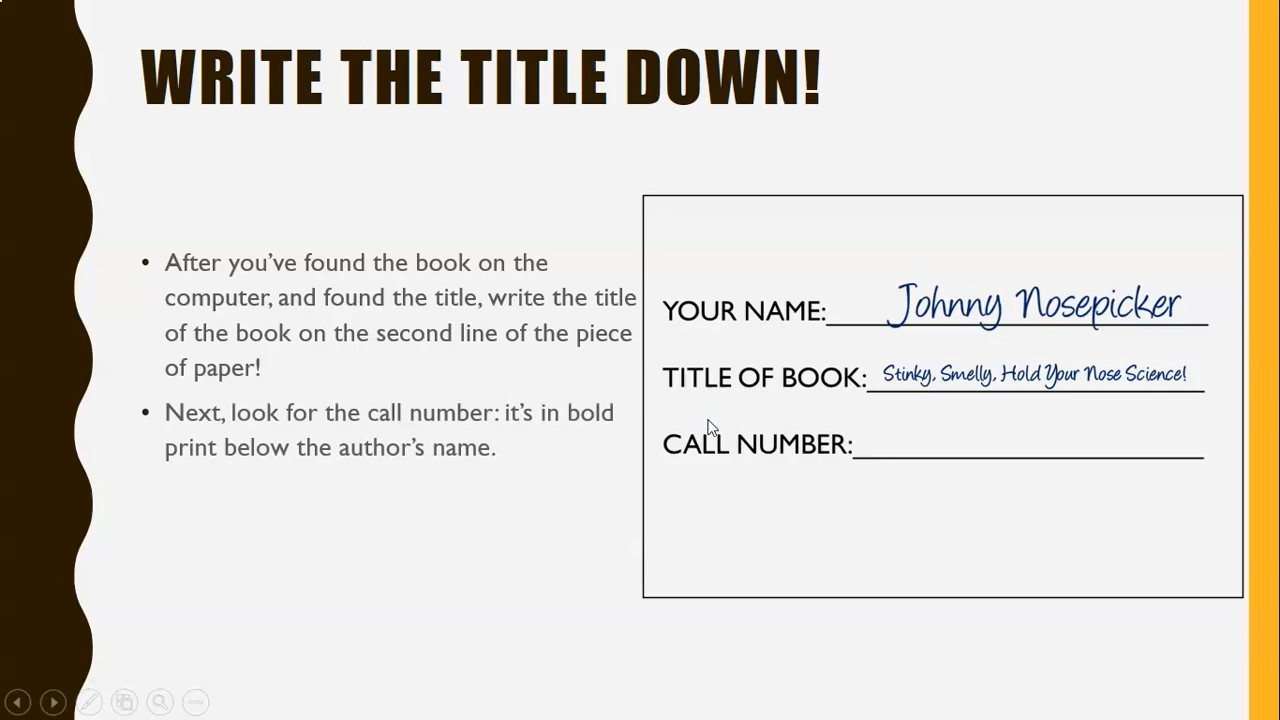 WRITE THE TITLE DOWN!
• After you’ve found the book on the
computer, and found the title, write the title
of the book on the second line of the piece
of paper!
• Next, look for the call number: it’s in bold
print below the author’s name.
YOUR NAME: Johnny Nosepicker
TITLE OF BOOK: Stinky, Smelly, Hold Your Nose Science!
CALL NUMBER: